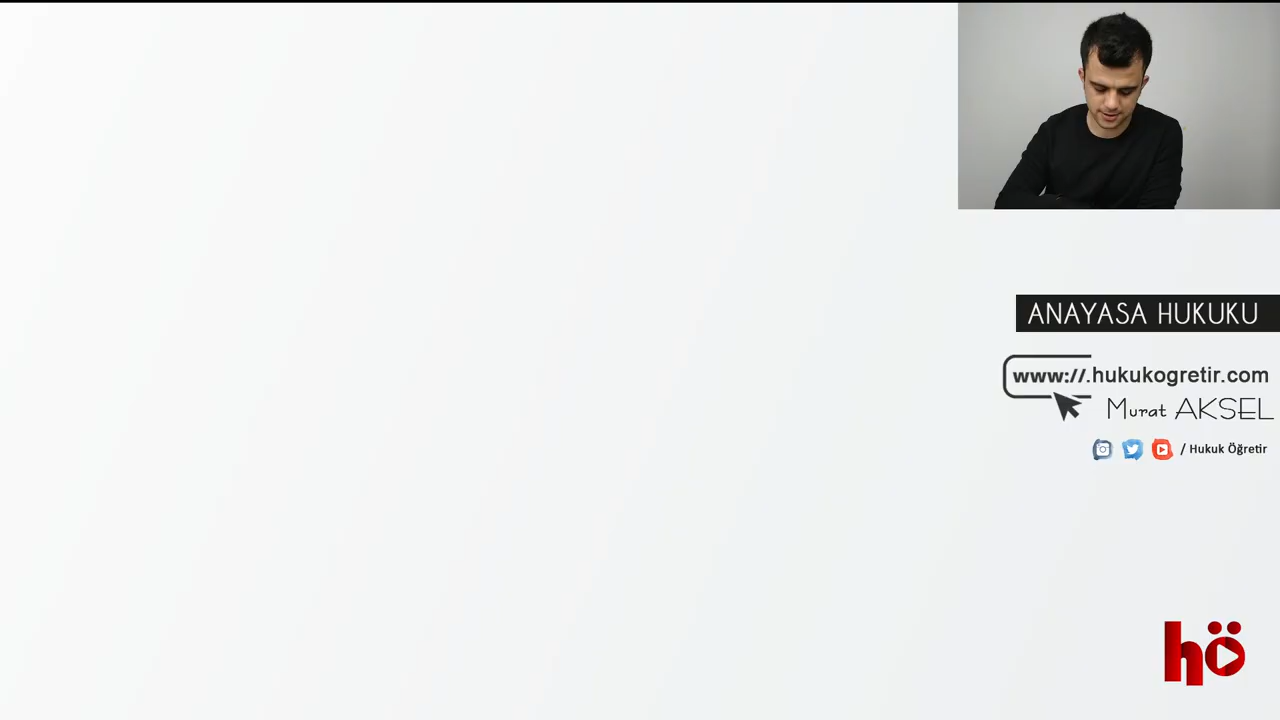 ANAYASA HUKUKU
www://.hukukogretir.com
Murat AKSEL
/ Hukuk Öğretir
hö